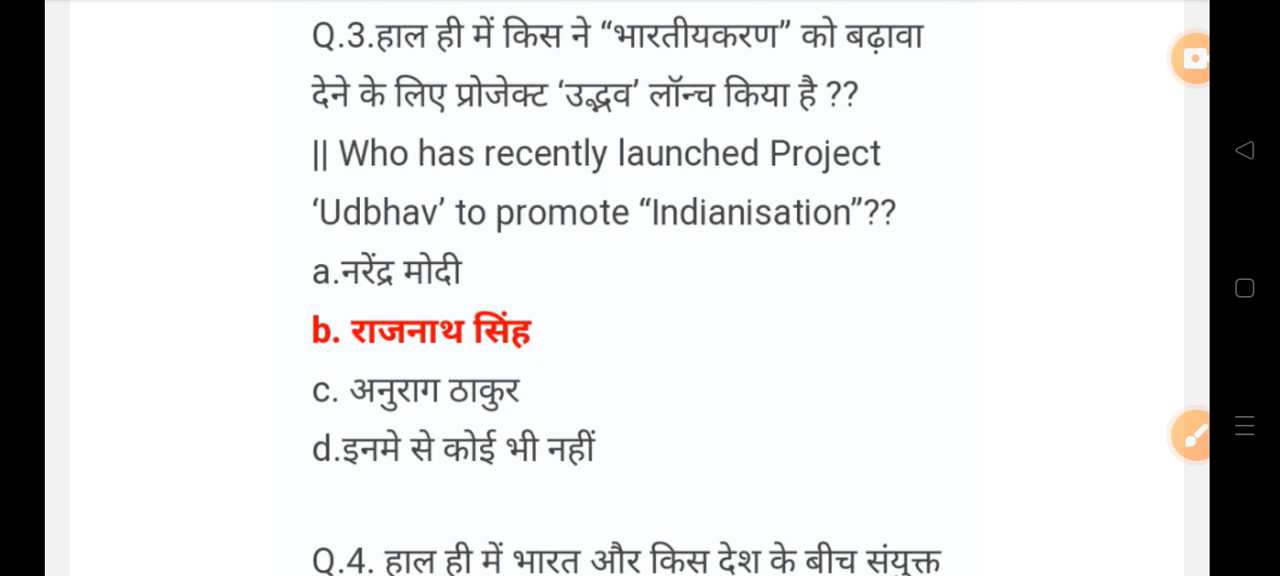 Q.3.हाल ही में किस ने “भारतीयकरण” को बढ़ावा
देने के लिए प्रोजेक्ट ‘उद्भव’ लॉन्च किया है ??
|| Who has recently launched Project
‘Udbhav’ to promote “Indianisation”??
a.नरेंद्र मोदी
b. राजनाथ सिंह
c. अनुराग ठाकुर
d.इनमे से कोई भी नहीं
Q.4. हाल ही में भारत और किस देश के बीच संयुक्त